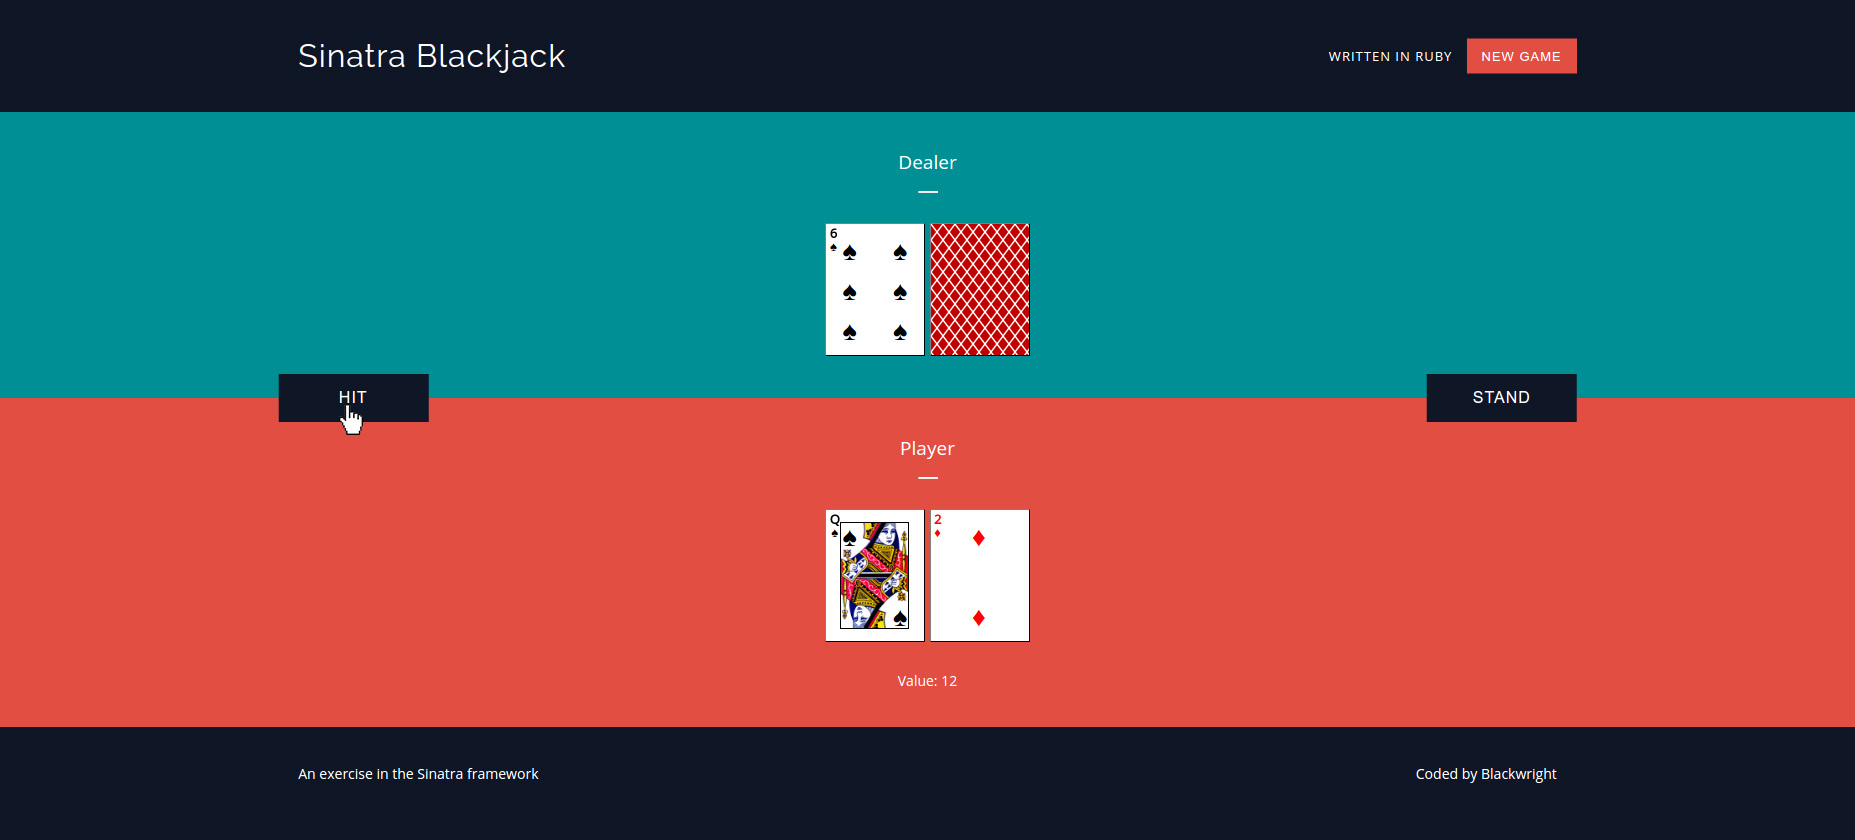 Sinatra Blackjack
WRITTEN IN RUBY
NEW GAME
Dealer
6
HIT
STAND
Player
Q
2
Value: 12
An exercise in the Sinatra framework
Coded by Blackwright